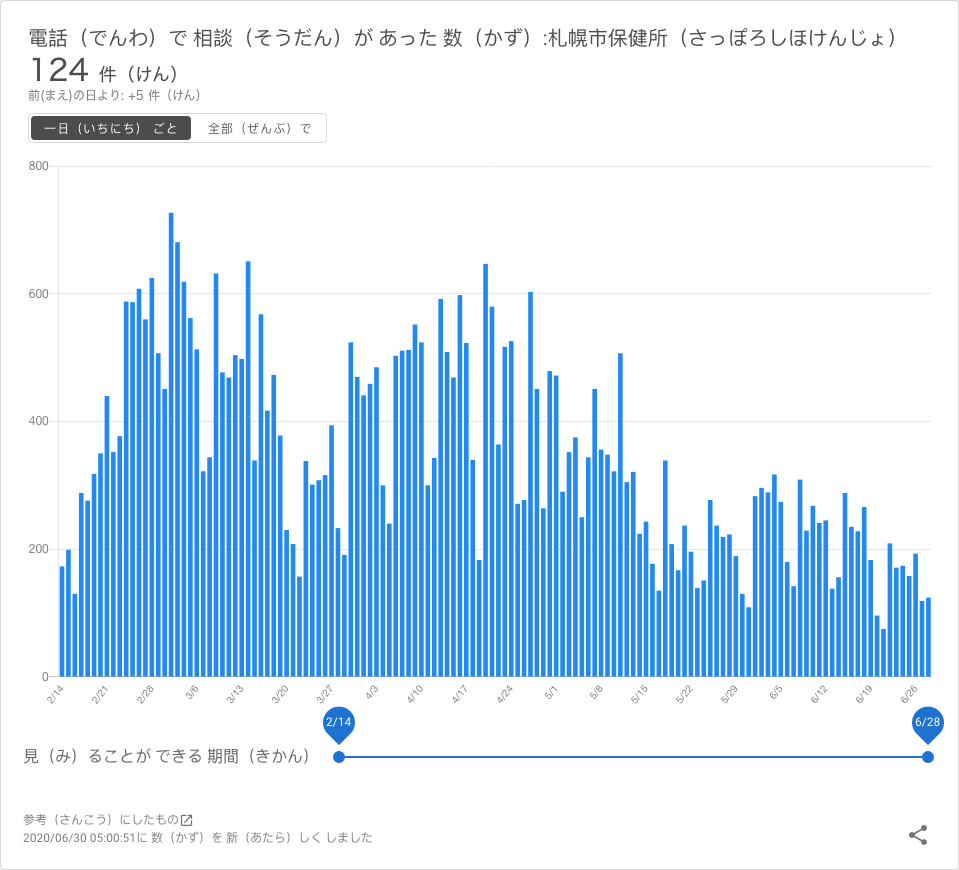 電話（でんわ）で 相談（そうだん）が あった 数（かず）:札幌市保健所（さっぽろしほけんじょ）
124 件（けん）
前(まえ)の日より: +5 件（けん）
一日（いちにち） ごと 全部（ぜんぶ）で
800
600
400
200
0
2/14 2/21 2/28 3/6 3/13 3/20 3/27 4/3 4/10 4/17 4/24 5/1 5/8 5/15 5/22 5/29 6/5 6/12 6/19 6/26
2/14 6/28
見（み）ることが できる 期間（きかん）
参考（さんこう）にしたもの
2020/06/30 05:00:51に 数（かず）を 新（あたら）しく しました